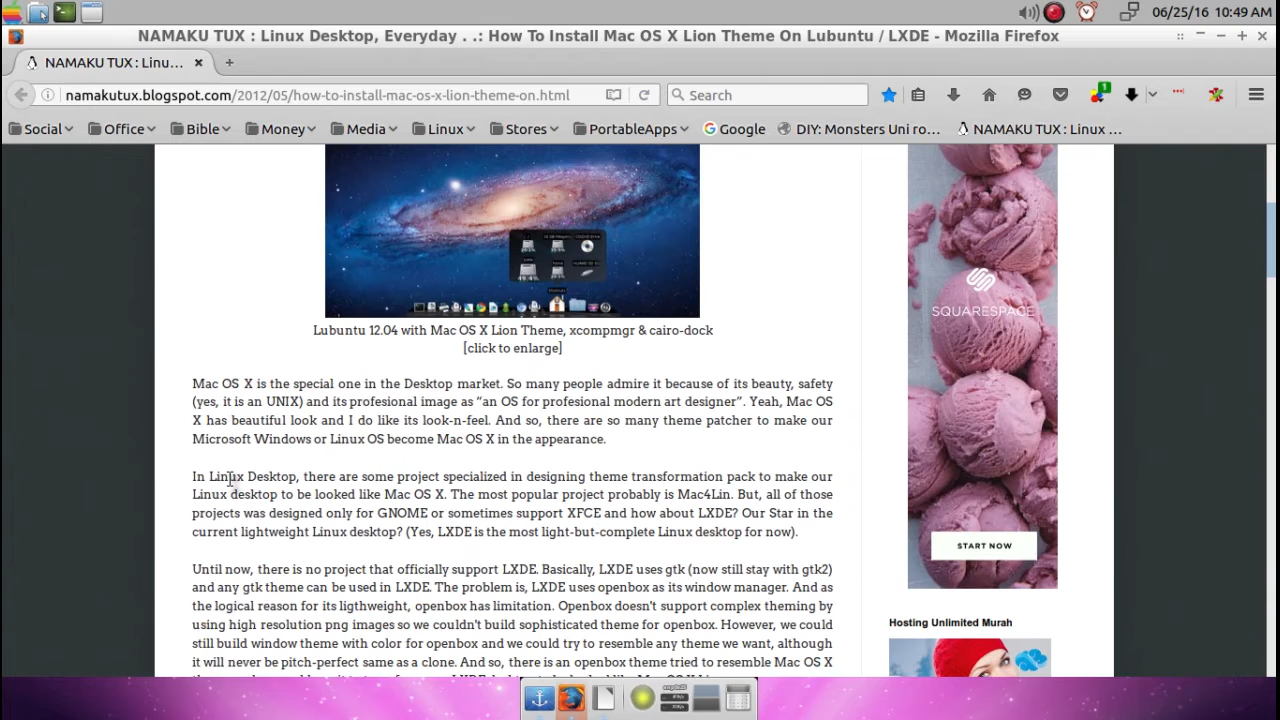 06/25/16 10:49 AM
NAMAKU TUX : Linux Desktop, Everyday . .: How To Install Mac OS X Lion Theme On Lubuntu / LXDE - Mozilla Firefox
NAMAKU TUX : Linu...
namakutux.blogspot.com/2012/05/how-to-install-mac-os-x-lion-theme-on.html
Search
1
Social
Office
Bible
Money
Media
Linux
Stores
PortableApps
Google
DIY: Monsters Uni ro...
NAMAKU TUX : Linux ...
Lubuntu 12.04 with Mac OS X Lion Theme, xcompmgr & cairo-dock
[click to enlarge]
Mac OS X is the special one in the Desktop market. So many people admire it because of its beauty, safety
(yes, it is an UNIX) and its profesional image as “an OS for profesional modern art designer”. Yeah, Mac OS
X has beautiful look and I do like its look-n-feel. And so, there are so many theme patcher to make our
Microsoft Windows or Linux OS become Mac OS X in the appearance.
In Linux Desktop, there are some project specialized in designing theme transformation pack to make our
Linux desktop to be looked like Mac OS X. The most popular project probably is Mac4Lin. But, all of those
projects was designed only for GNOME or sometimes support XFCE and how about LXDE? Our Star in the
current lightweight Linux desktop? (Yes, LXDE is the most light-but-complete Linux desktop for now).
Until now, there is no project that officially support LXDE. Basically, LXDE uses gtk (now still stay with gtk2)
and any gtk theme can be used in LXDE. The problem is, LXDE uses openbox as its window manager. And as
the logical reason for its ligthweight, openbox has limitation. Openbox doesn't support complex theming by
using high resolution png images so we couldn't build sophisticated theme for openbox. However, we could
still build window theme with color for openbox and we could try to resemble any theme we want, although
it will never be pitch-perfect same as a clone. And so, there is an openbox theme tried to resemble Mac OS X
SQUARESPACE
START NOW
Hosting Unlimited Murah